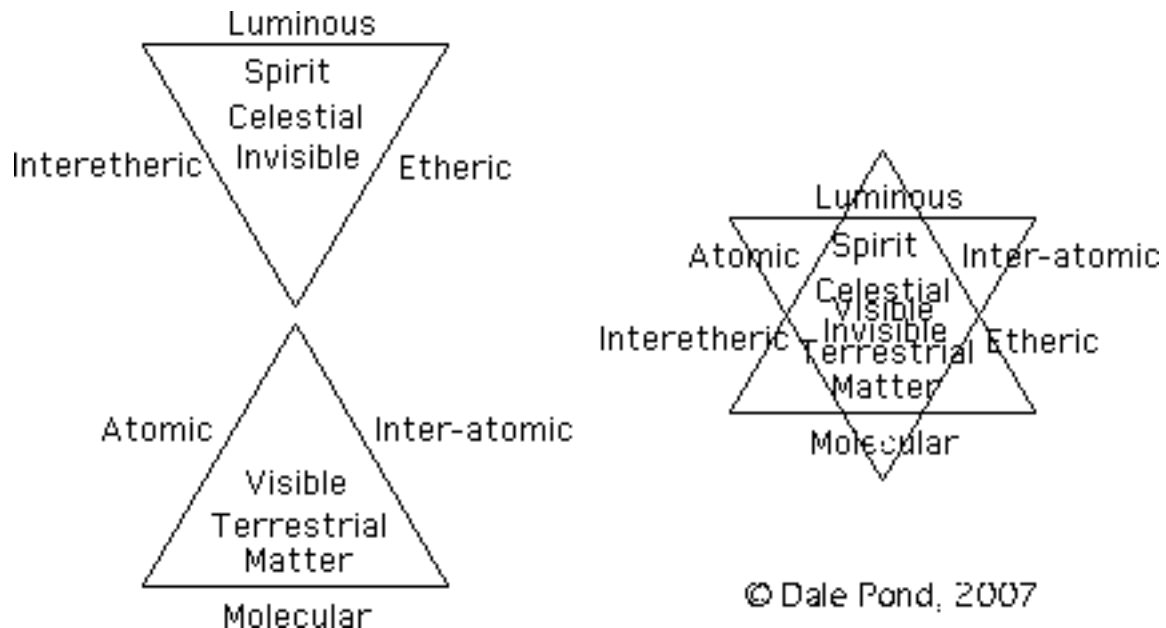 Luminous
Spirit
Celestial
Invisible
Interetheric
Etheric
Atomic
Inter-atomic
Visible
Terrestrial
Matter
Molecular
Luminous
Atomic
Spirit
Inter-atomic
Celestial
Visible
Invisible
Interetheric
Etheric
Terrestrial
Matter
Molecular
© Dale Pond, 2007